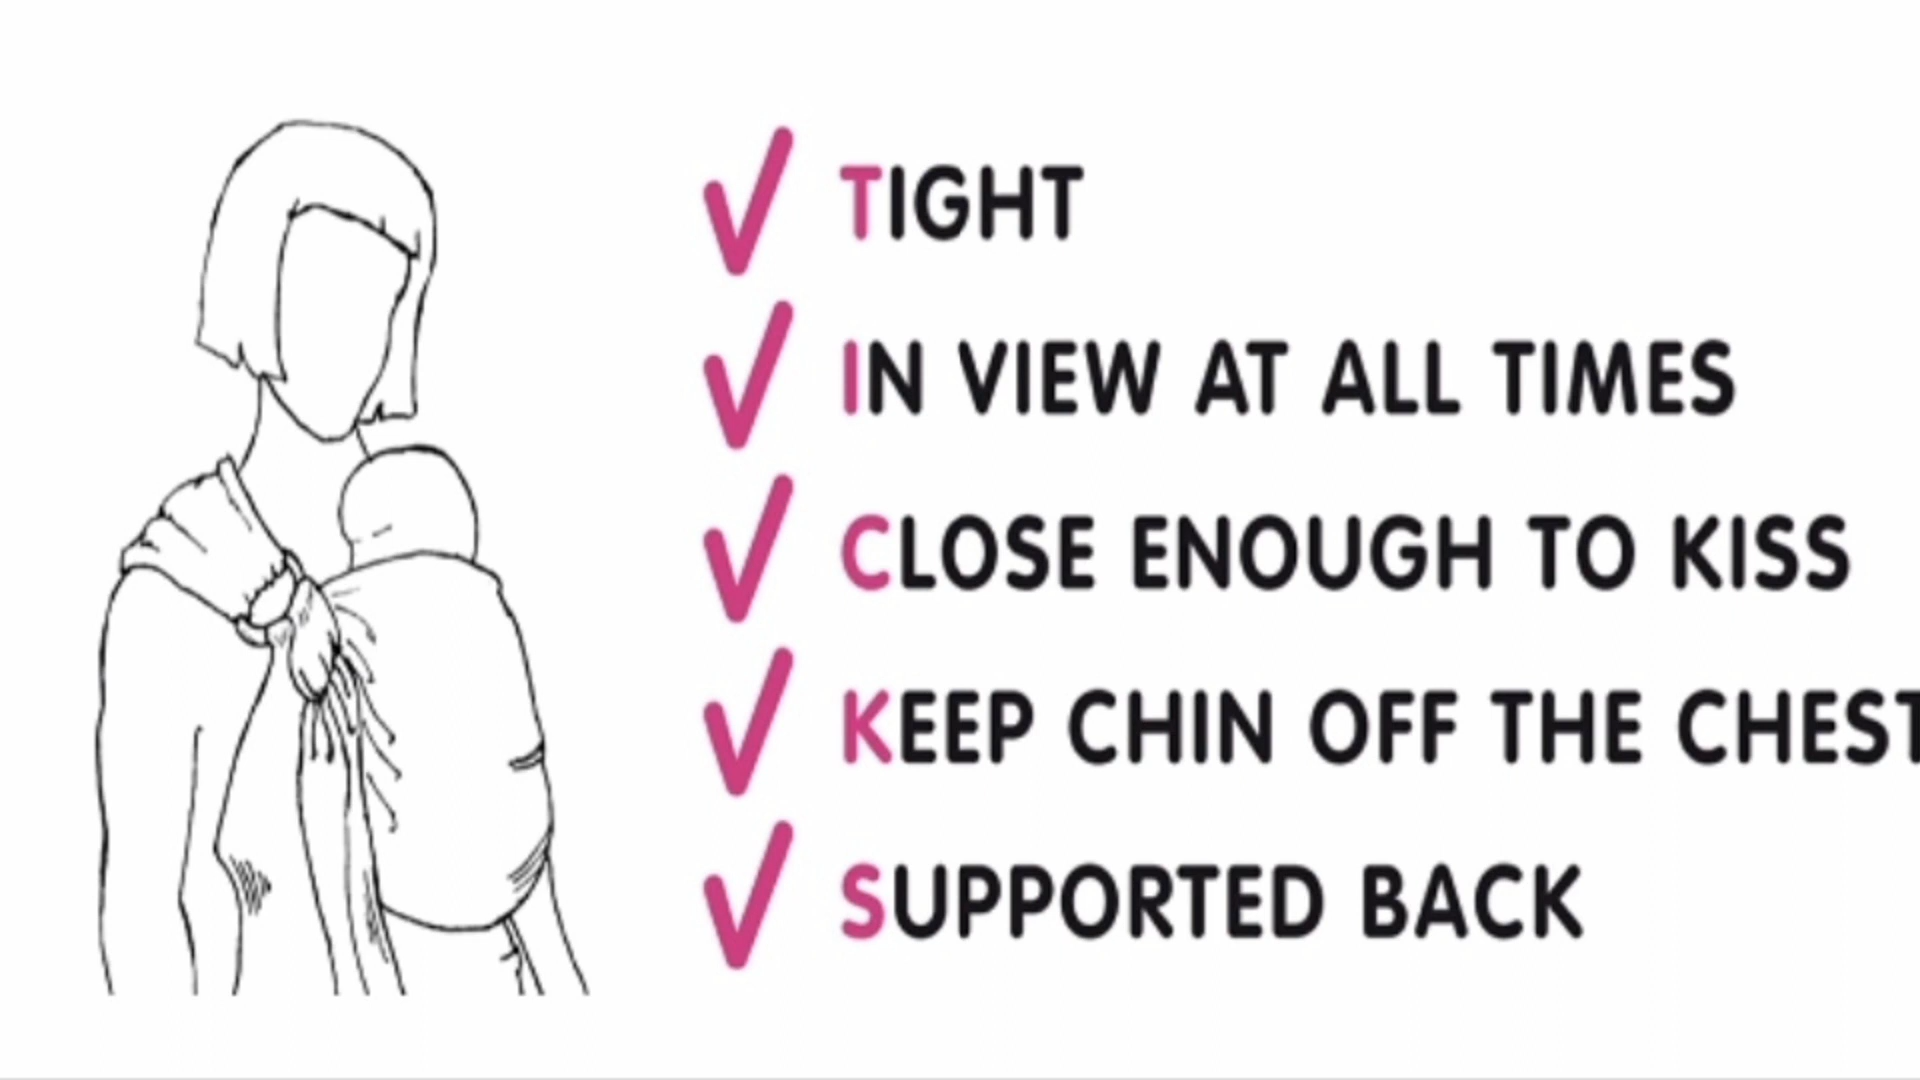 TIGHT
IN VIEW AT ALL TIMES
CLOSE ENOUGH TO KISS
KEEP CHIN OFF THE CHEST
SUPPORTED BACK